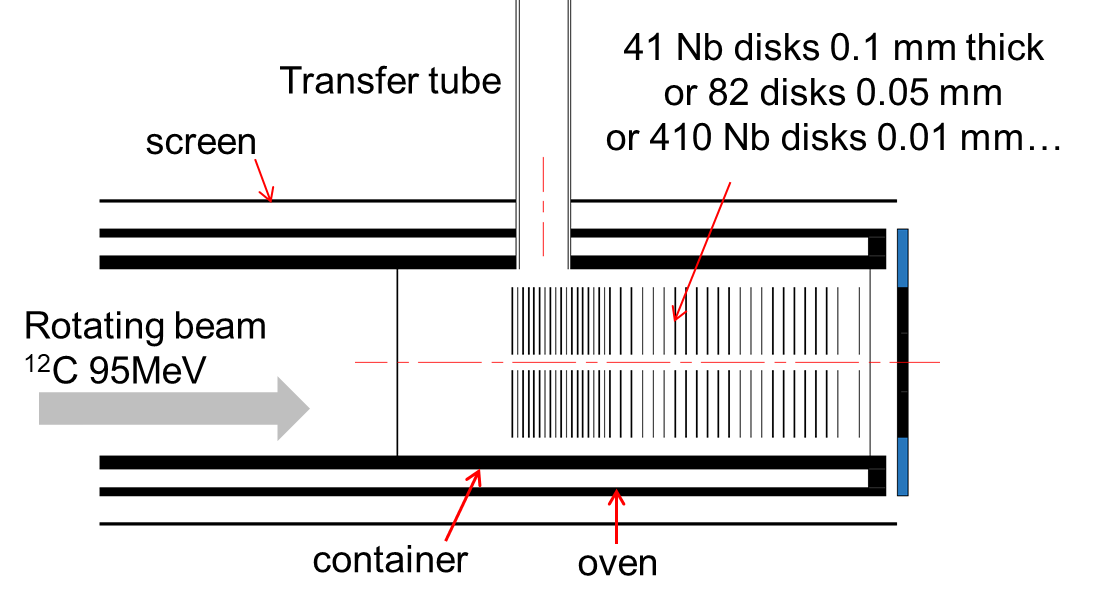 41 Nb disks 0.1 mm thick
or 82 disks 0.05 mm
or 410 Nb disks 0.01 mm…
Transfer tube
screen
Rotating beam
¹²C 95MeV
container
oven